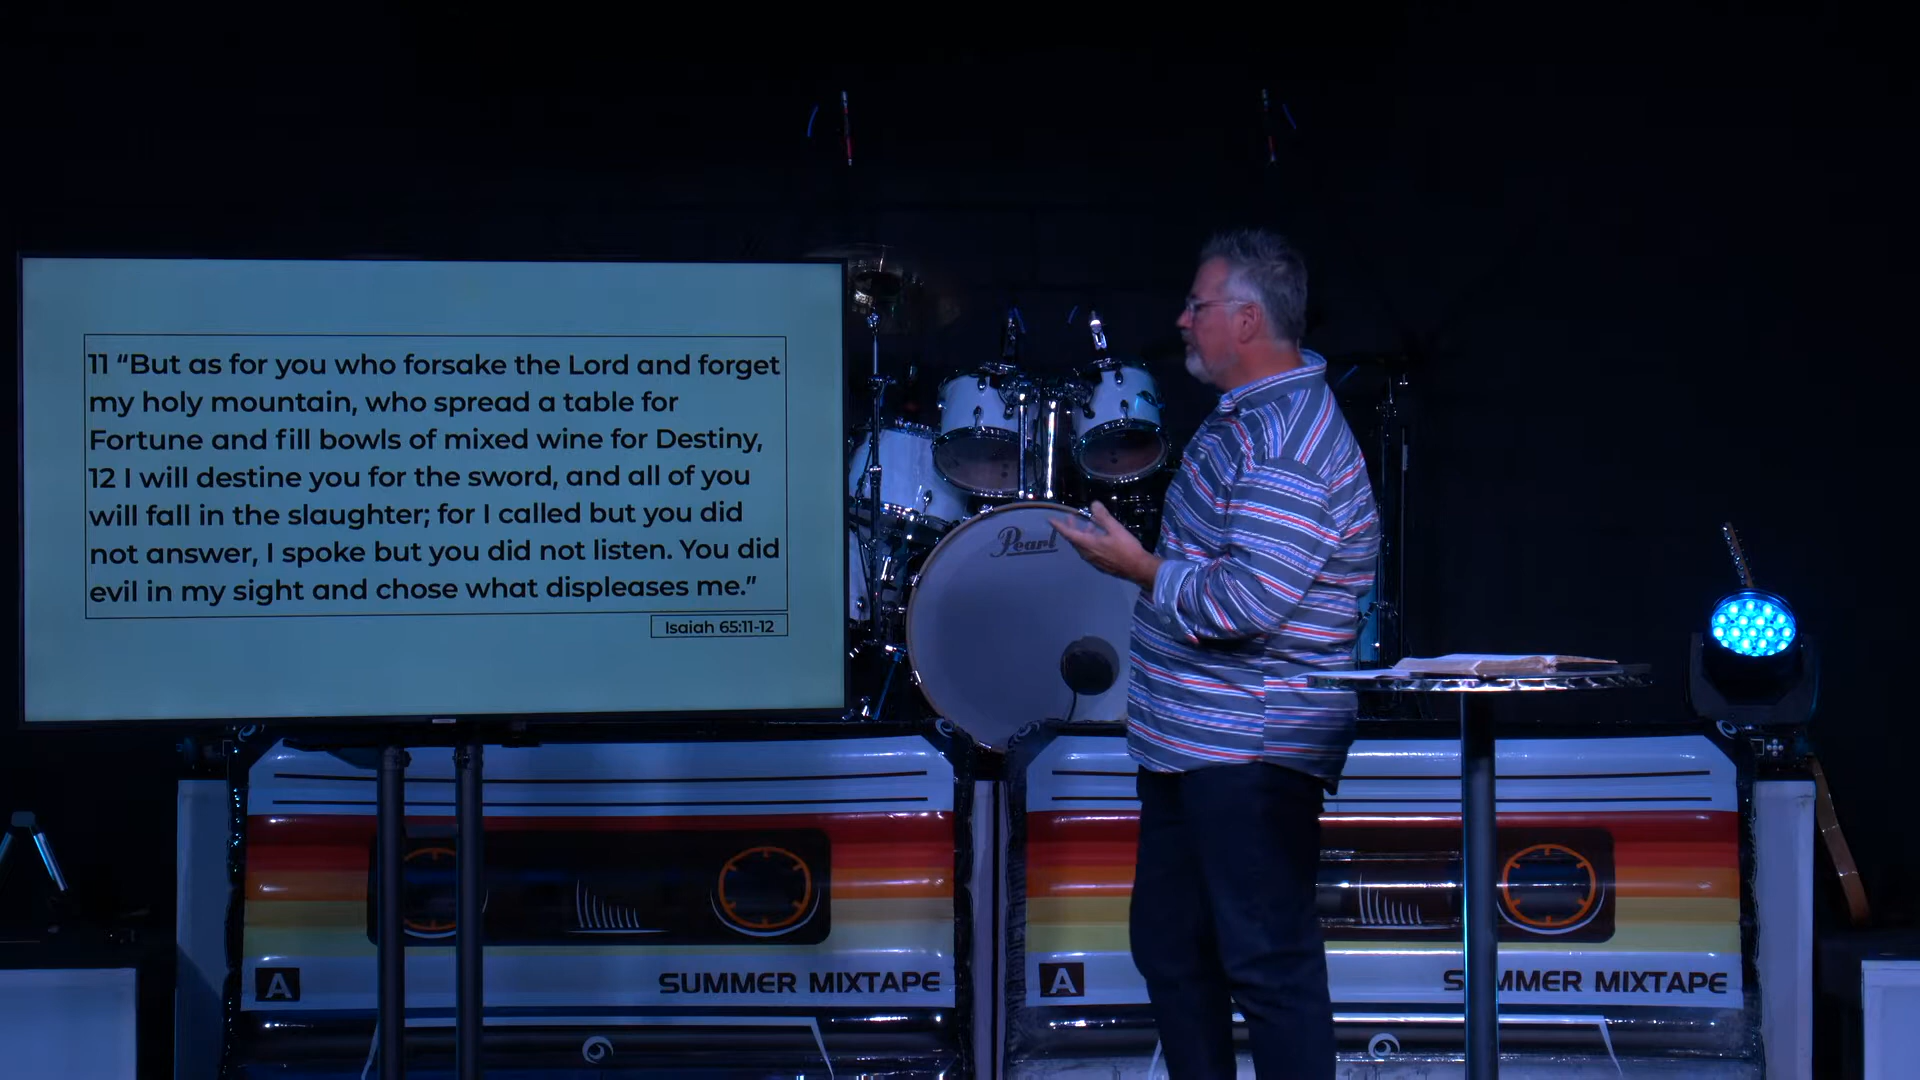 11 “But as for you who forsake the Lord and forget
my holy mountain, who spread a table for
Fortune and fill bowls of mixed wine for Destiny,
12 I will destine you for the sword, and all of you
will fall in the slaughter; for I called but you did
not answer, I spoke but you did not listen. You did
evil in my sight and chose what displeases me.”
Isaiah 65:11-12
Pearl
A
SUMMER MIXTAPE
A
SUMMER MIXTAPE